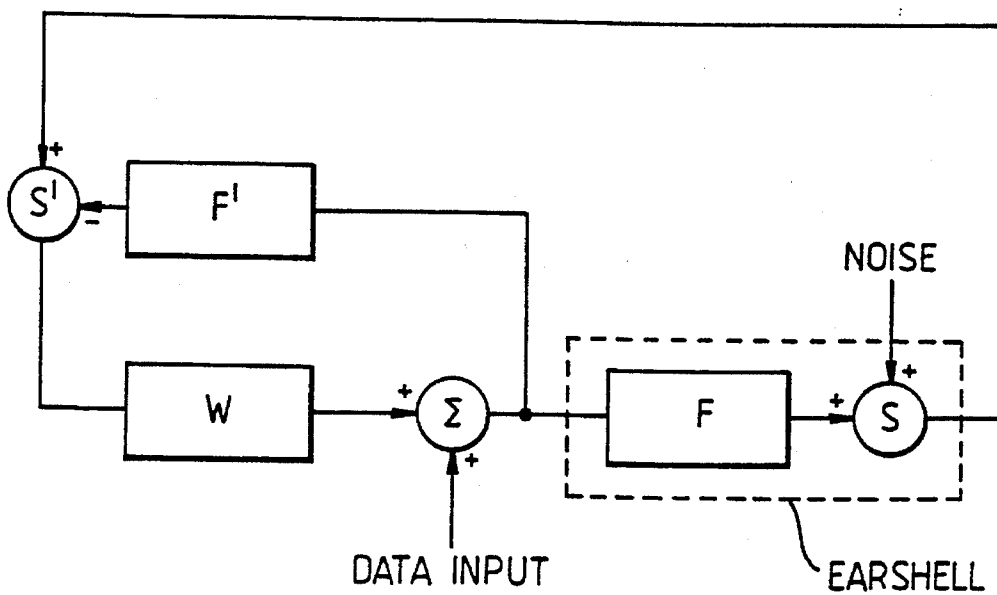 +
S'
-
F'
NOISE
+
W
+
Σ
+
F
+
S
DATA INPUT
EARSHELL